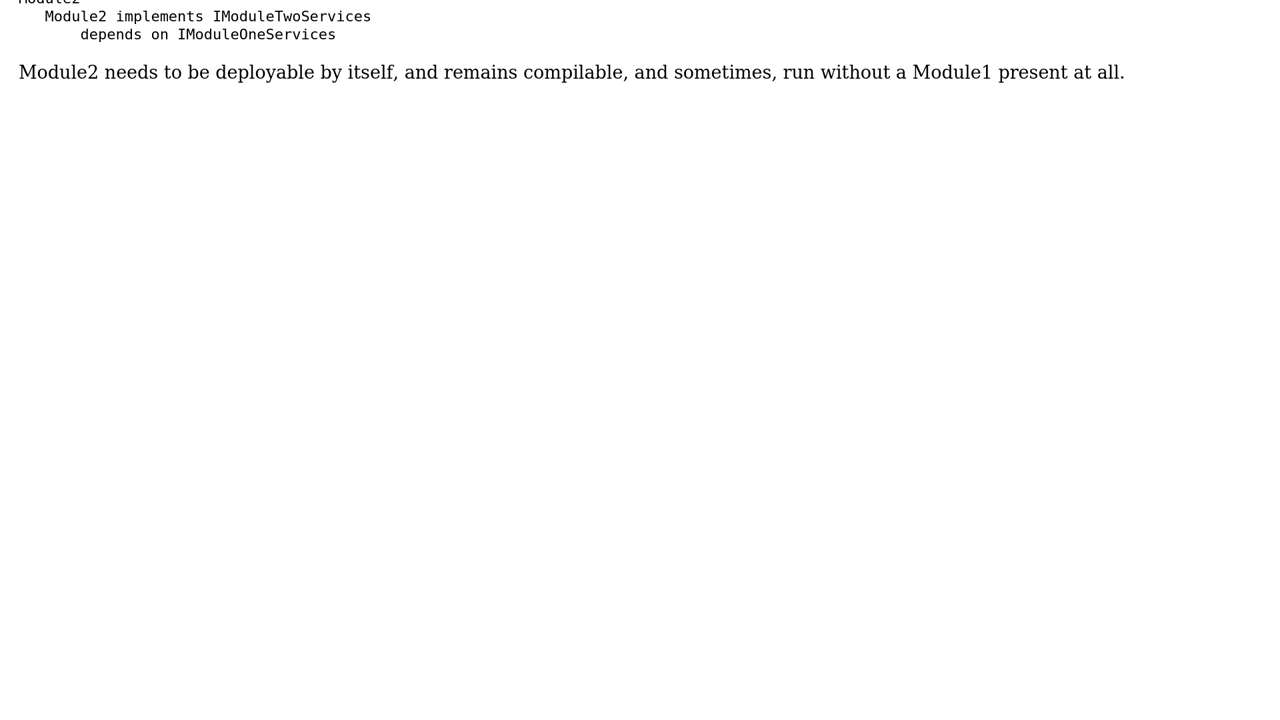 Module2
Module2 implements IModuleTwoServices
depends on IModuleOneServices
Module2 needs to be deployable by itself, and remains compilable, and sometimes, run without a Module1 present at all.